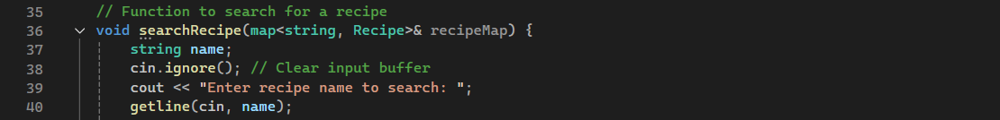 35 // Function to search for a recipe
36 void searchRecipe(map<string, Recipe>& recipeMap) {
37 string name;
38 cin.ignore(); // Clear input buffer
39 cout << "Enter recipe name to search: ";
40 getline(cin, name);